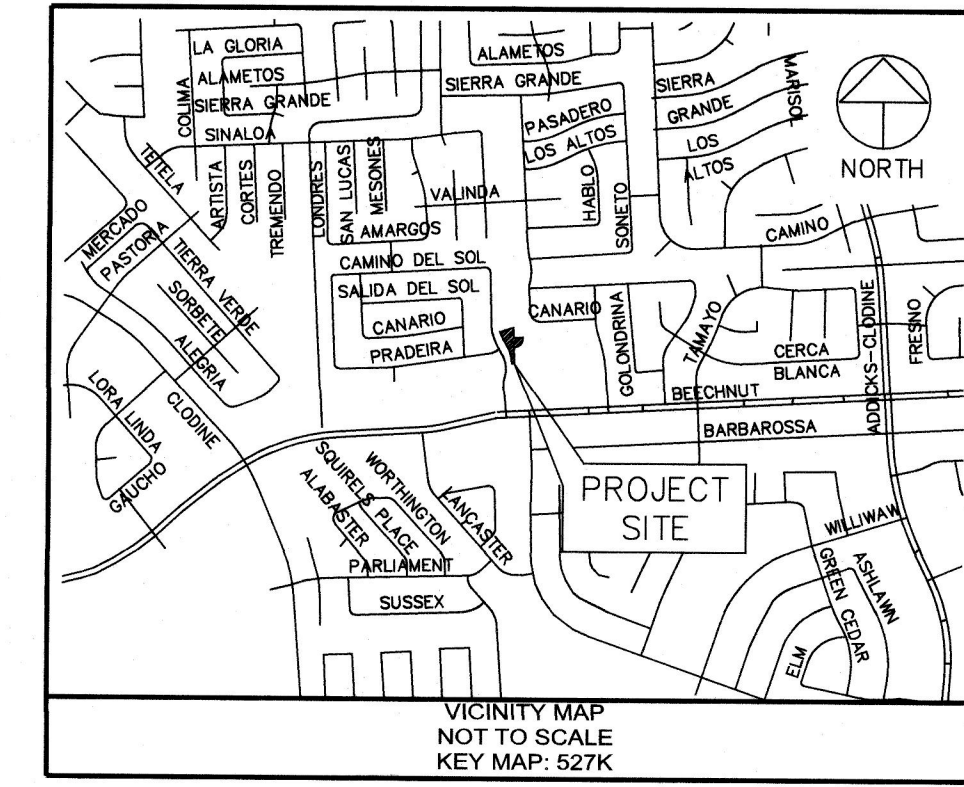 LA GLORIA
ALAMETOS
SIERRA GRANDE
SINALOA
COLIMA
TEITELA
ARTISTA
CORTES
TREMENDO
LONDRES
SAN LUCAS
MESONES
ALAMETOS
SIERRA GRANDE
PASADERO
LOS ALTOS
HABLO
SONETO
VALINDA
SIERRA
GRANDE
LOS
ALTOS
MARISOL
NORTH
MERCADO
PASTORIA
TIERRA VERDE
SORBETE
ALEGRIA
AMARGOS
CAMINO DEL SOL
SALIDA DEL SOL
CANARIO
PRADEIRA
CANARIO
GOLONDRINA
TAMAYO
CAMINO
CERCA
BLANCA
ADDICKS-CLODINE
FRESNO
BEECHNUT
BARBAROSSA
LORA LINDA
GAUCHO
CLODINE
SQUIRELS PLACE
ALABASTER
WORTHINGTON
LANCASTER
PARLIAMENT
SUSSEX
PROJECT
SITE
WILLIWAW
GREEN CEDAR
ASHLAWN
ELM
VICINITY MAP
NOT TO SCALE
KEY MAP: 527K